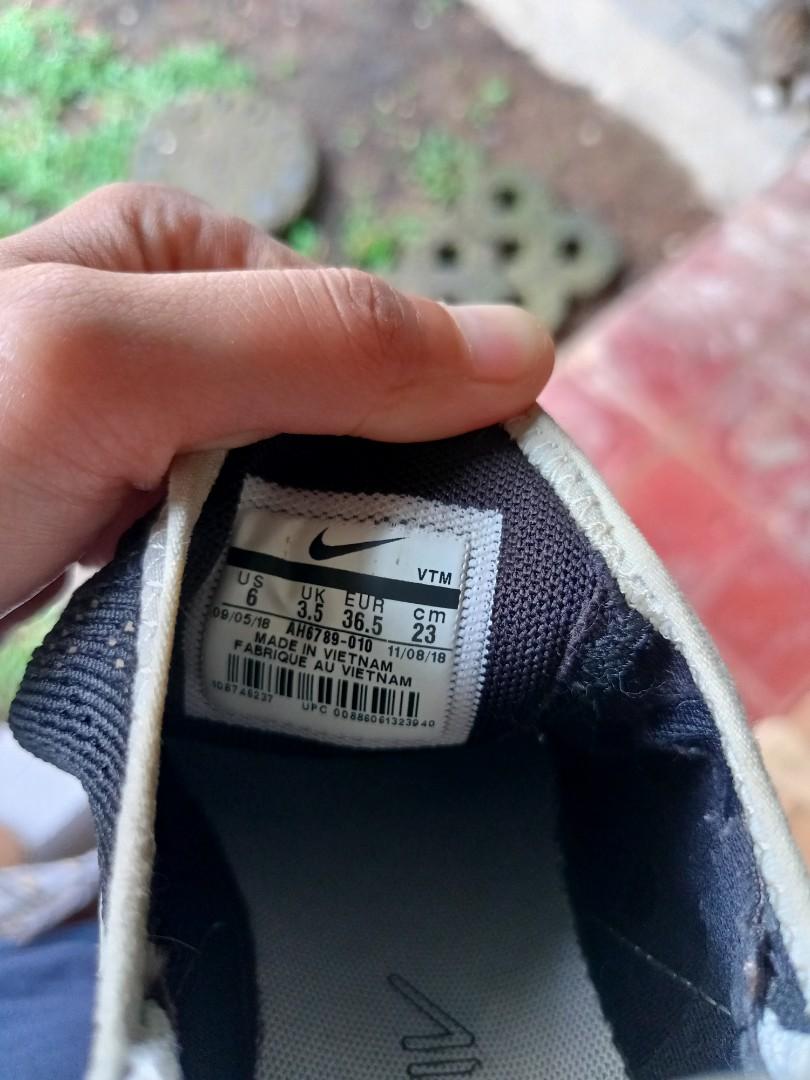 VTM
US UK EUR cm
6 3.5 36.5 23
09/05/18 AH6789-010 11/08/18
MADE IN VIETNAM
FABRIQUE AU VIETNAM
UPC 00886061323940